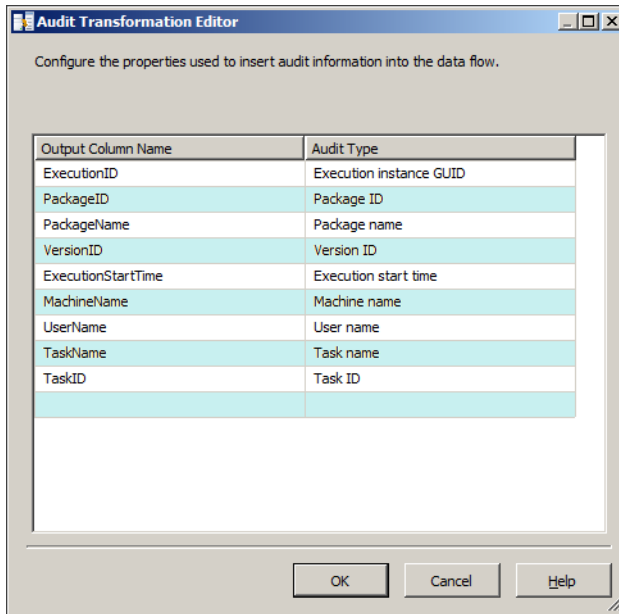 Audit Transformation Editor
Configure the properties used to insert audit information into the data flow.
Output Column Name Audit Type
ExecutionID Execution instance GUID
PackageID Package ID
PackageName Package name
VersionID Version ID
ExecutionStartTime Execution start time
MachineName Machine name
UserName User name
TaskName Task name
TaskID Task ID
OK Cancel Help